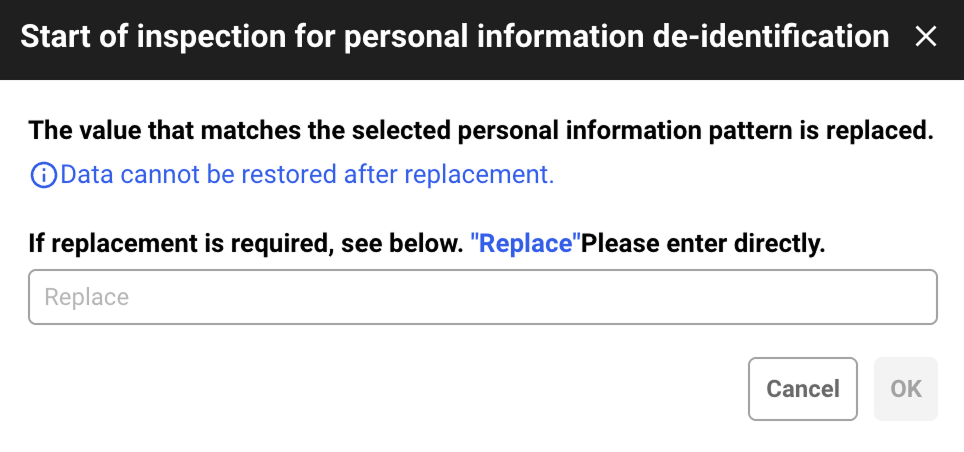 Start of inspection for personal information de-identification
The value that matches the selected personal information pattern is replaced.
Data cannot be restored after replacement.
If replacement is required, see below. "Replace"Please enter directly.
Replace
Cancel OK